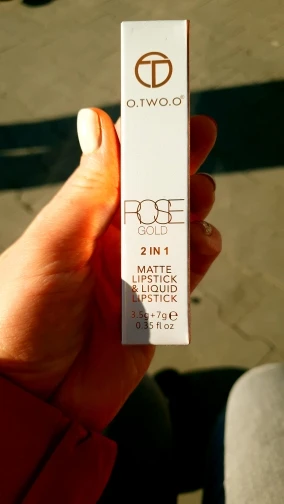 O.TWO.O®
ROSE
GOLD
2 IN 1
MATTE
LIPSTICK
& LIQUID
LIPSTICK
3.5g+7g e
0.35 fl oz